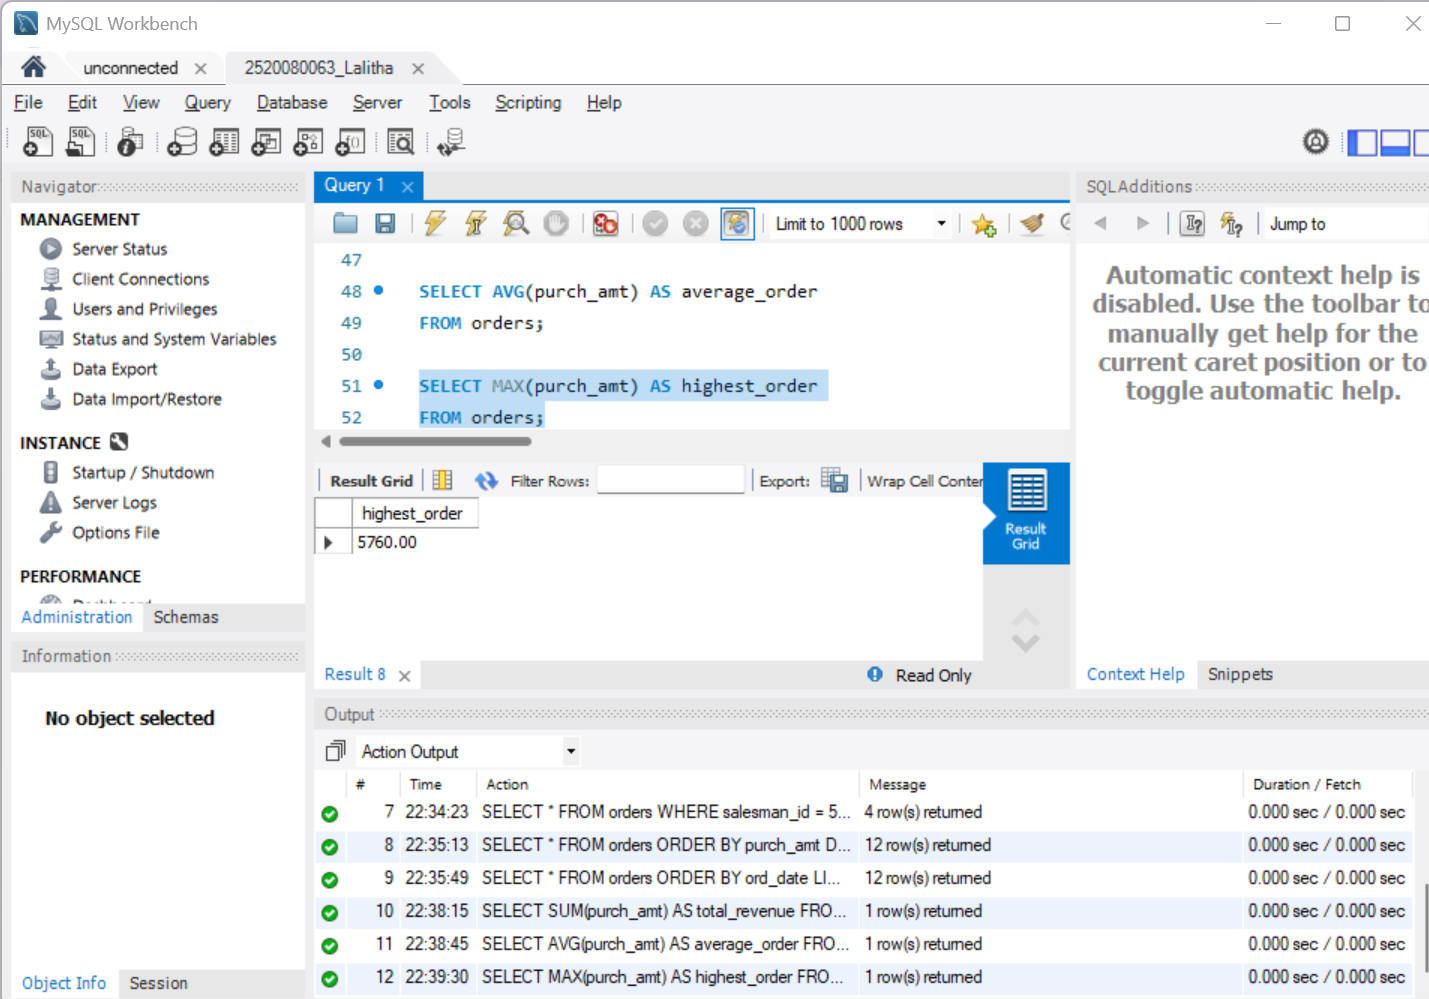 MySQL Workbench
unconnected
2520080063_Lalitha
File Edit View Query Database Server Tools Scripting Help
Navigator
MANAGEMENT
Server Status
Client Connections
Users and Privileges
Status and System Variables
Data Export
Data Import/Restore
INSTANCE
Startup / Shutdown
Server Logs
Options File
PERFORMANCE
Administration Schemas
Information
No object selected
Object Info Session
Query 1
Limit to 1000 rows
47
48 SELECT AVG(purch_amt) AS average_order
49 FROM orders;
50
51 SELECT MAX(purch_amt) AS highest_order
52 FROM orders;
Result Grid Filter Rows: Export: Wrap Cell Conter
highest_order
5760.00
Result
Grid
Result 8 Read Only
SQLAdditions
Jump to
Automatic context help is
disabled. Use the toolbar to
manually get help for the
current caret position or to
toggle automatic help.
Context Help Snippets
Output
Action Output
# Time Action Message Duration / Fetch
7 22:34:23 SELECT * FROM orders WHERE salesman_id = 5... 4 row(s) returned 0.000 sec / 0.000 sec
8 22:35:13 SELECT * FROM orders ORDER BY purch_amt D... 12 row(s) returned 0.000 sec / 0.000 sec
9 22:35:49 SELECT * FROM orders ORDER BY ord_date LI... 12 row(s) returned 0.000 sec / 0.000 sec
10 22:38:15 SELECT SUM(purch_amt) AS total_revenue FRO... 1 row(s) returned 0.000 sec / 0.000 sec
11 22:38:45 SELECT AVG(purch_amt) AS average_order FRO... 1 row(s) returned 0.000 sec / 0.000 sec
12 22:39:30 SELECT MAX(purch_amt) AS highest_order FRO... 1 row(s) returned 0.000 sec / 0.000 sec